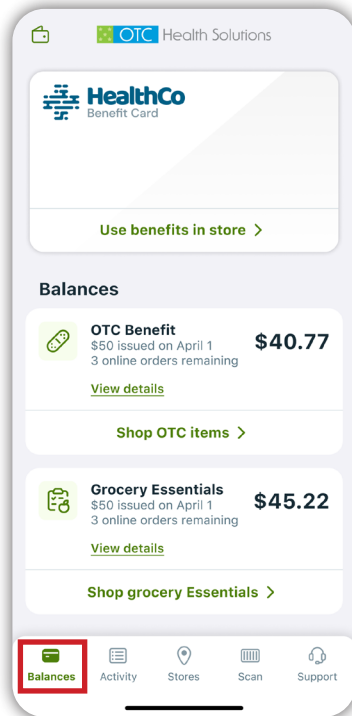 OTC Health Solutions
HealthCo
Benefit Card
Use benefits in store >
Balances
OTC Benefit
$50 issued on April 1
3 online orders remaining
$40.77
View details
Shop OTC items >
Grocery Essentials
$50 issued on April 1
3 online orders remaining
$45.22
View details
Shop grocery Essentials >
Balances Activity Stores Scan Support